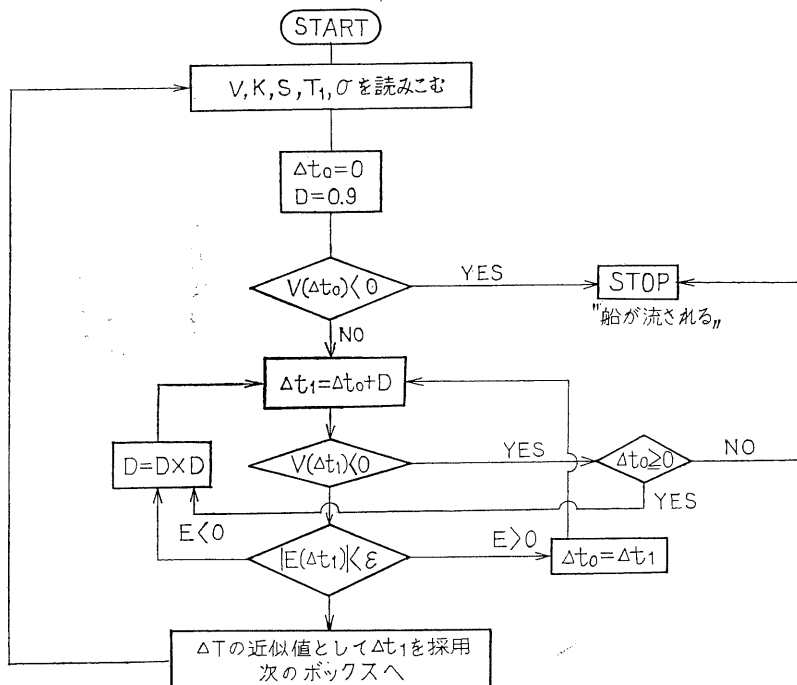 START
V,K,S,T₁,σを読みこむ
Δt₀=0
D=0.9
V(Δt₀)<0
YES
STOP
"船が流される„
NO
Δt₁=Δt₀+D
D=D×D
V(Δt₁)<0
YES
Δt₀≧0
NO
YES
E<0
|E(Δt₁)|<ε
E>0
Δt₀=Δt₁
ΔTの近似値としてΔt₁を採用
次のボックスへ